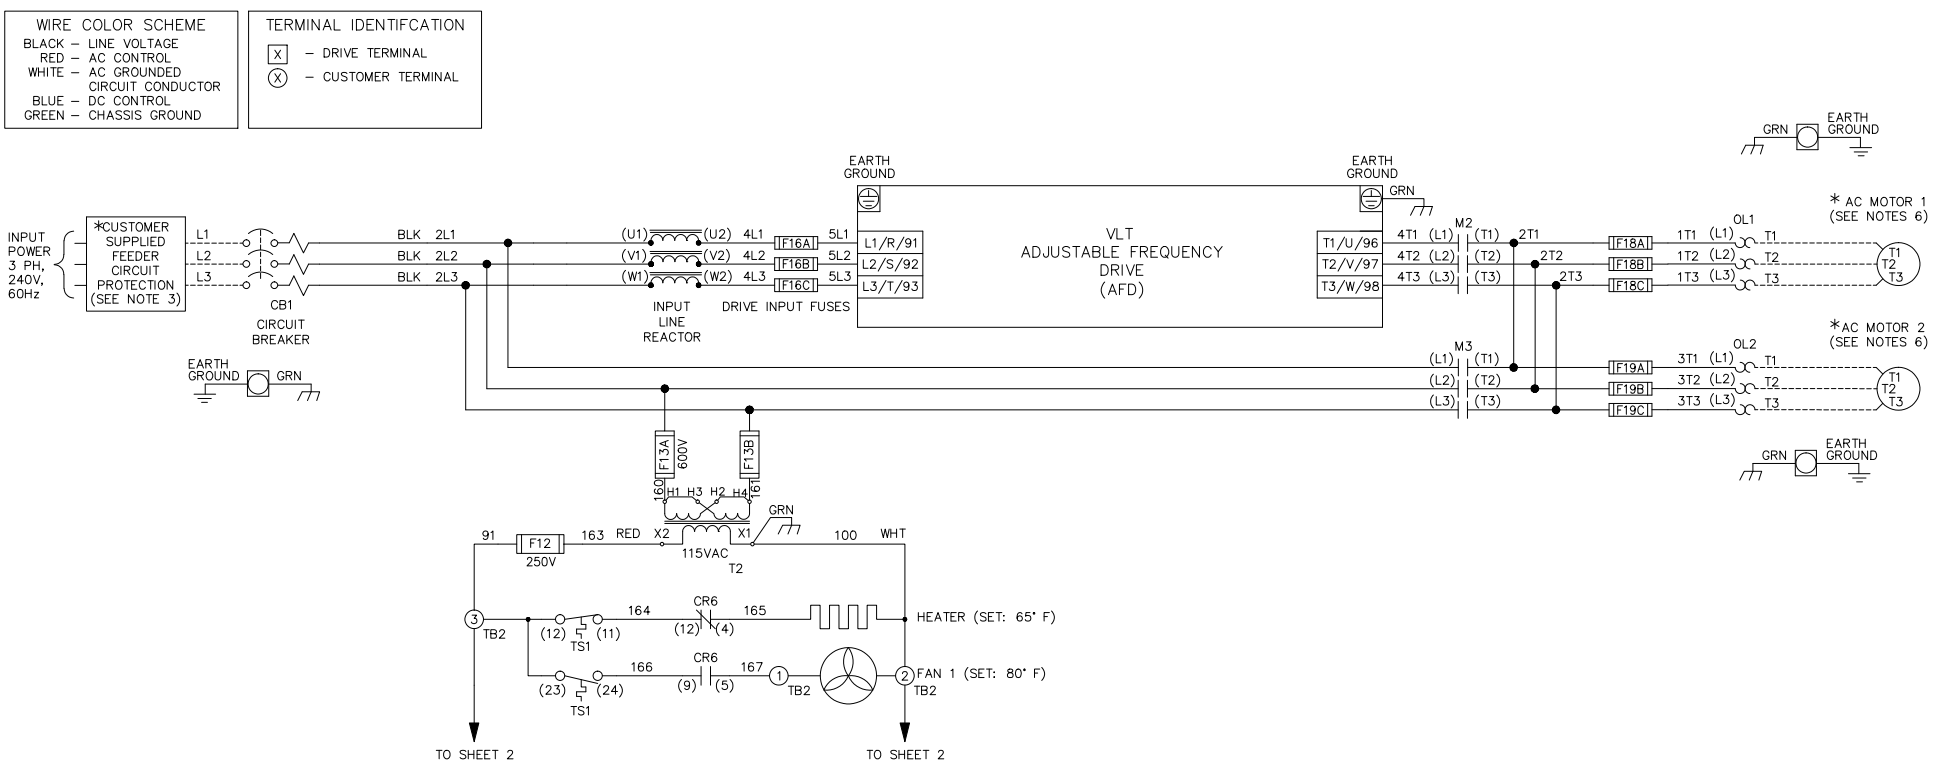 WIRE COLOR SCHEME
BLACK – LINE VOLTAGE
RED – AC CONTROL
WHITE – AC GROUNDED
CIRCUIT CONDUCTOR
BLUE – DC CONTROL
GREEN – CHASSIS GROUND
TERMINAL IDENTIFCATION
X – DRIVE TERMINAL
X – CUSTOMER TERMINAL
EARTH
GRN GROUND
EARTH
GROUND
EARTH
GROUND
GRN
INPUT
POWER
3 PH,
240V,
60Hz
*CUSTOMER
SUPPLIED
FEEDER
CIRCUIT
PROTECTION
(SEE NOTE 3)
L1
L2
L3
CB1
CIRCUIT
BREAKER
BLK 2L1
BLK 2L2
BLK 2L3
(U1) (U2) 4L1 F16A 5L1
(V1) (V2) 4L2 F16B 5L2
(W1) (W2) 4L3 F16C 5L3
INPUT
LINE
REACTOR
DRIVE INPUT FUSES
L1/R/91
L2/S/92
L3/T/93
VLT
ADJUSTABLE FREQUENCY
DRIVE
(AFD)
T1/U/96
T2/V/97
T3/W/98
M2
4T1 (L1) (T1) 2T1
4T2 (L2) (T2) 2T2
4T3 (L3) (T3) 2T3
F18A
F18B
F18C
OL1
1T1 (L1) T1
1T2 (L2) T2
1T3 (L3) T3
* AC MOTOR 1
(SEE NOTES 6)
T1
T2
T3
EARTH
GROUND GRN
M3
(L1) (T1)
(L2) (T2)
(L3) (T3)
F19A
F19B
F19C
OL2
3T1 (L1) T1
3T2 (L2) T2
3T3 (L3) T3
*AC MOTOR 2
(SEE NOTES 6)
T1
T2
T3
EARTH
GRN GROUND
F13A
600V
F13B
160
H1 H3 H2 H4
161
GRN
91 F12 163 RED X2 X1 100 WHT
250V
115VAC
T2
3
TB2
(12) (11)
TS1
164
CR6
(12) (4)
165
HEATER (SET: 65° F)
(23) (24)
TS1
166
CR6
(9) (5)
167
1
TB2
2
TB2
FAN 1 (SET: 80° F)
TO SHEET 2
TO SHEET 2